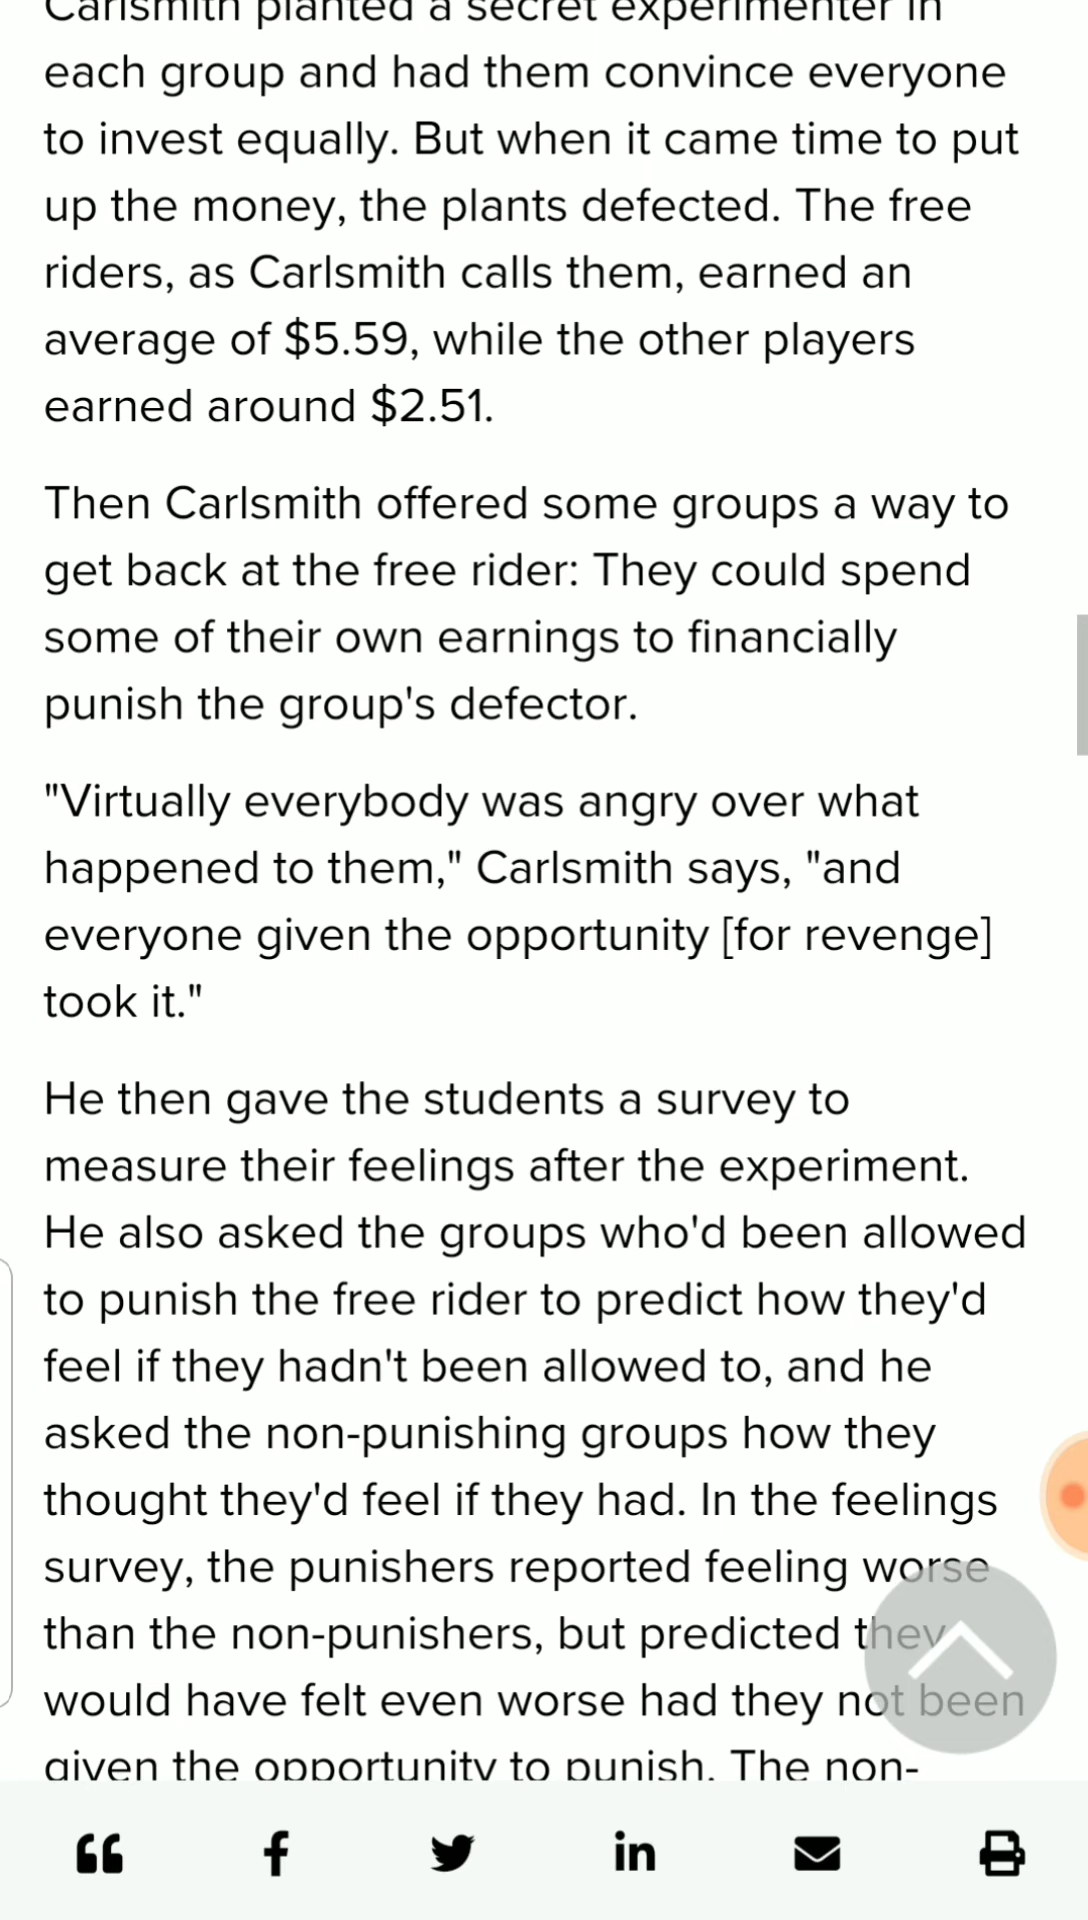 Carlsmith planted a secret experimenter in
each group and had them convince everyone
to invest equally. But when it came time to put
up the money, the plants defected. The free
riders, as Carlsmith calls them, earned an
average of $5.59, while the other players
earned around $2.51.
Then Carlsmith offered some groups a way to
get back at the free rider: They could spend
some of their own earnings to financially
punish the group's defector.
"Virtually everybody was angry over what
happened to them," Carlsmith says, "and
everyone given the opportunity [for revenge]
took it."
He then gave the students a survey to
measure their feelings after the experiment.
He also asked the groups who'd been allowed
to punish the free rider to predict how they'd
feel if they hadn't been allowed to, and he
asked the non-punishing groups how they
thought they'd feel if they had. In the feelings
survey, the punishers reported feeling worse
than the non-punishers, but predicted they
would have felt even worse had they not been
given the opportunity to punish. The non-